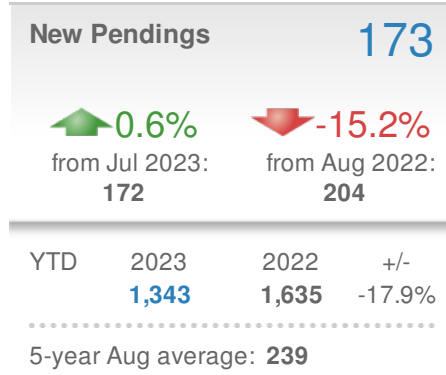 New Pendings 173
0.6% -15.2%
from Jul 2023: from Aug 2022:
172 204
YTD 2023 2022 +/-
1,343 1,635 -17.9%
5-year Aug average: 239